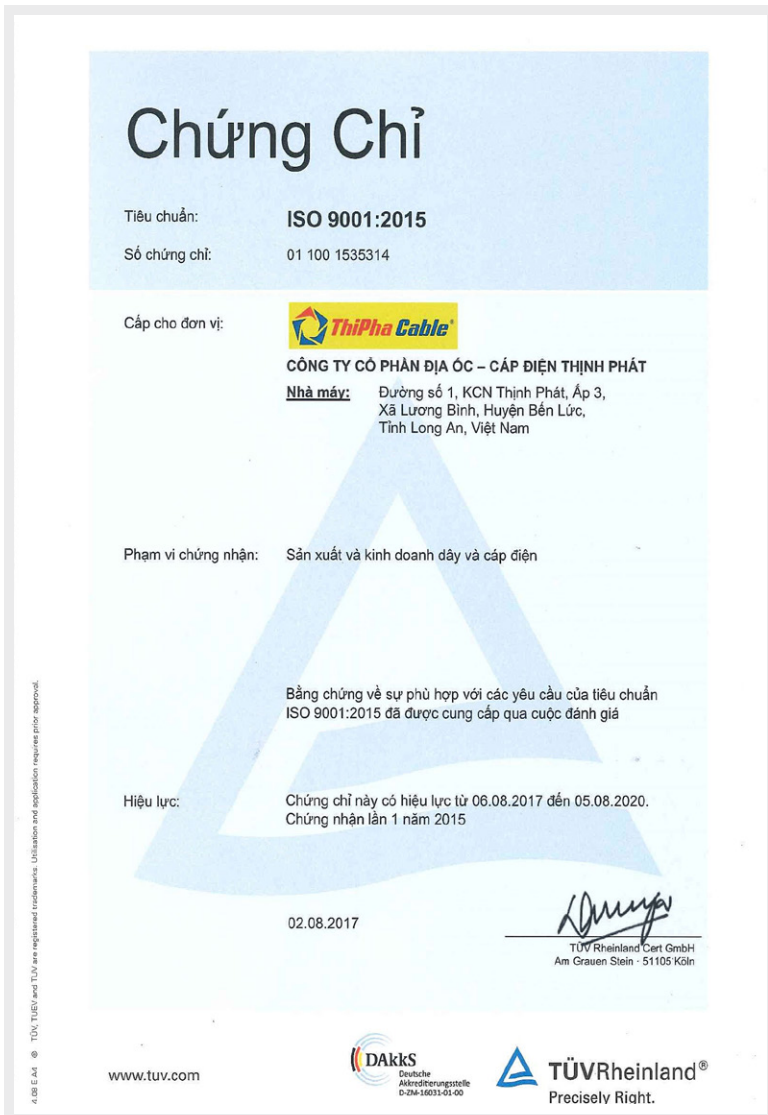 Chứng Chỉ
Tiêu chuẩn: ISO 9001:2015
Số chứng chỉ: 01 100 1535314
Cấp cho đơn vị: ThiPha Cable®
CÔNG TY CỔ PHẦN ĐỊA ỐC – CÁP ĐIỆN THỊNH PHÁT
Nhà máy: Đường số 1, KCN Thịnh Phát, Ấp 3,
Xã Lương Bình, Huyện Bến Lức,
Tỉnh Long An, Việt Nam
Phạm vi chứng nhận: Sản xuất và kinh doanh dây và cáp điện
Bằng chứng về sự phù hợp với các yêu cầu của tiêu chuẩn
ISO 9001:2015 đã được cung cấp qua cuộc đánh giá
Hiệu lực: Chứng chỉ này có hiệu lực từ 06.08.2017 đến 05.08.2020.
Chứng nhận lần 1 năm 2015
02.08.2017
TÜV Rheinland Cert GmbH
Am Grauen Stein · 51105 Köln
4.08 E A4 ® TÜV, TUEV and TUV are registered trademarks. Utilisation and application requires prior approval.
www.tuv.com
DAkkS
Deutsche
Akkreditierungsstelle
D-ZM-16031-01-00
TÜVRheinland®
Precisely Right.